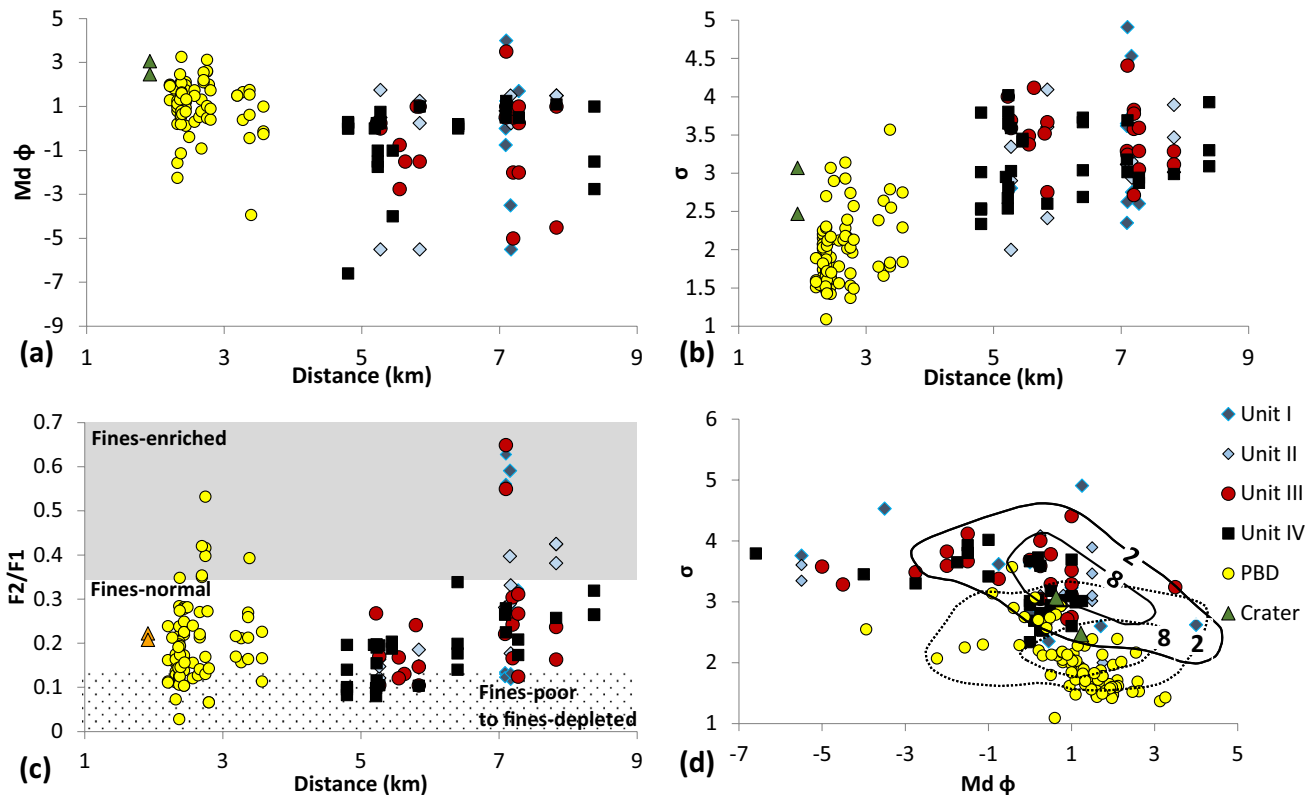 5
3
1
-1
-3
-5
-7
-9
Md ϕ
1 3 5 7 9
Distance (km)
(a)
5
4.5
4
3.5
3
2.5
2
1.5
1
σ
1 3 5 7 9
Distance (km)
(b)
0.7
0.6
0.5
0.4
0.3
0.2
0.1
0
F2/F1
Fines-enriched
Fines-normal
Fines-poor
to fines-depleted
1 3 5 7 9
Distance (km)
(c)
6
5
4
3
2
1
σ
2
8
8
2
-7 -5 -3 -1 1 3 5
Md ϕ
(d)
Unit I
Unit II
Unit III
Unit IV
PBD
Crater